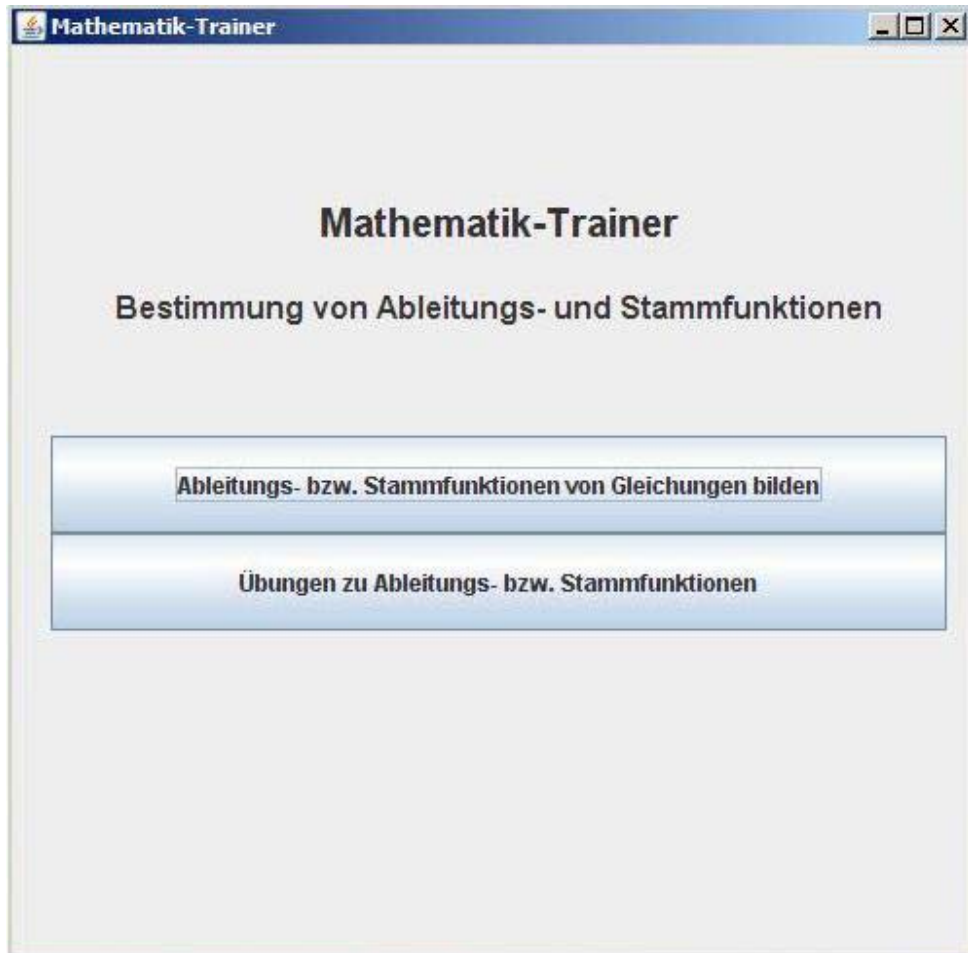 Mathematik-Trainer
Mathematik-Trainer
Bestimmung von Ableitungs- und Stammfunktionen
Ableitungs- bzw. Stammfunktionen von Gleichungen bilden
Übungen zu Ableitungs- bzw. Stammfunktionen